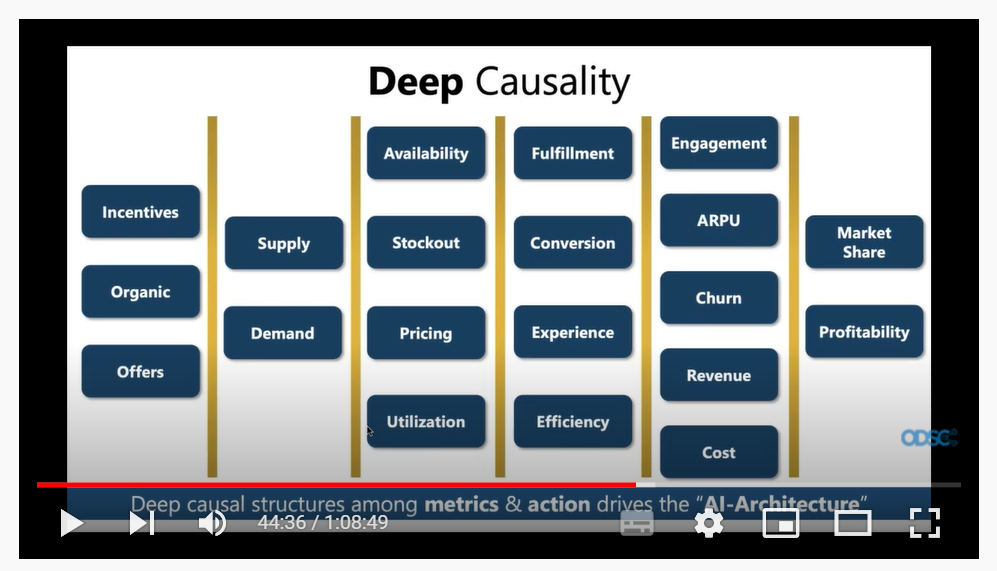 Deep Causality
Incentives
Organic
Offers
Supply
Demand
Availability
Stockout
Pricing
Utilization
Fulfillment
Conversion
Experience
Efficiency
Engagement
ARPU
Churn
Revenue
Cost
Market
Share
Profitability
ODSC
Deep causal structures among metrics & action drives the “AI-Architecture”
44:36 / 1:08:49